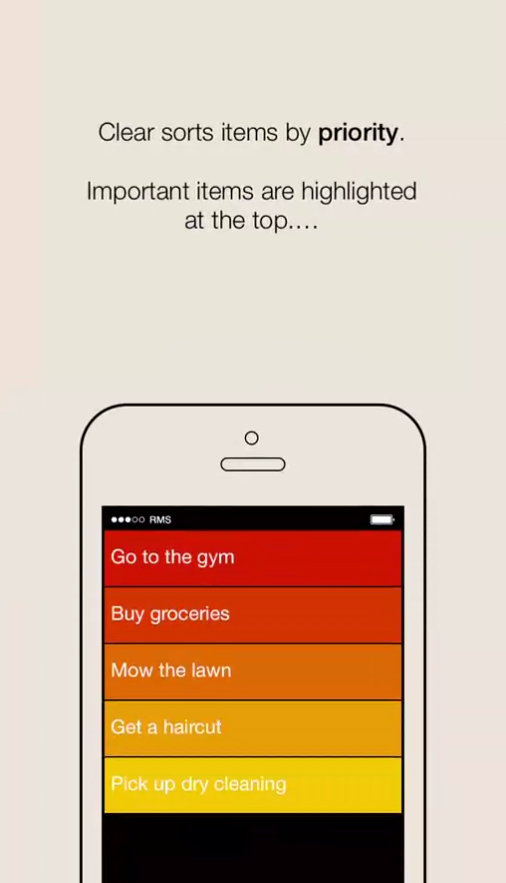 Clear sorts items by priority.
Important items are highlighted
at the top....
RMS
Go to the gym
Buy groceries
Mow the lawn
Get a haircut
Pick up dry cleaning